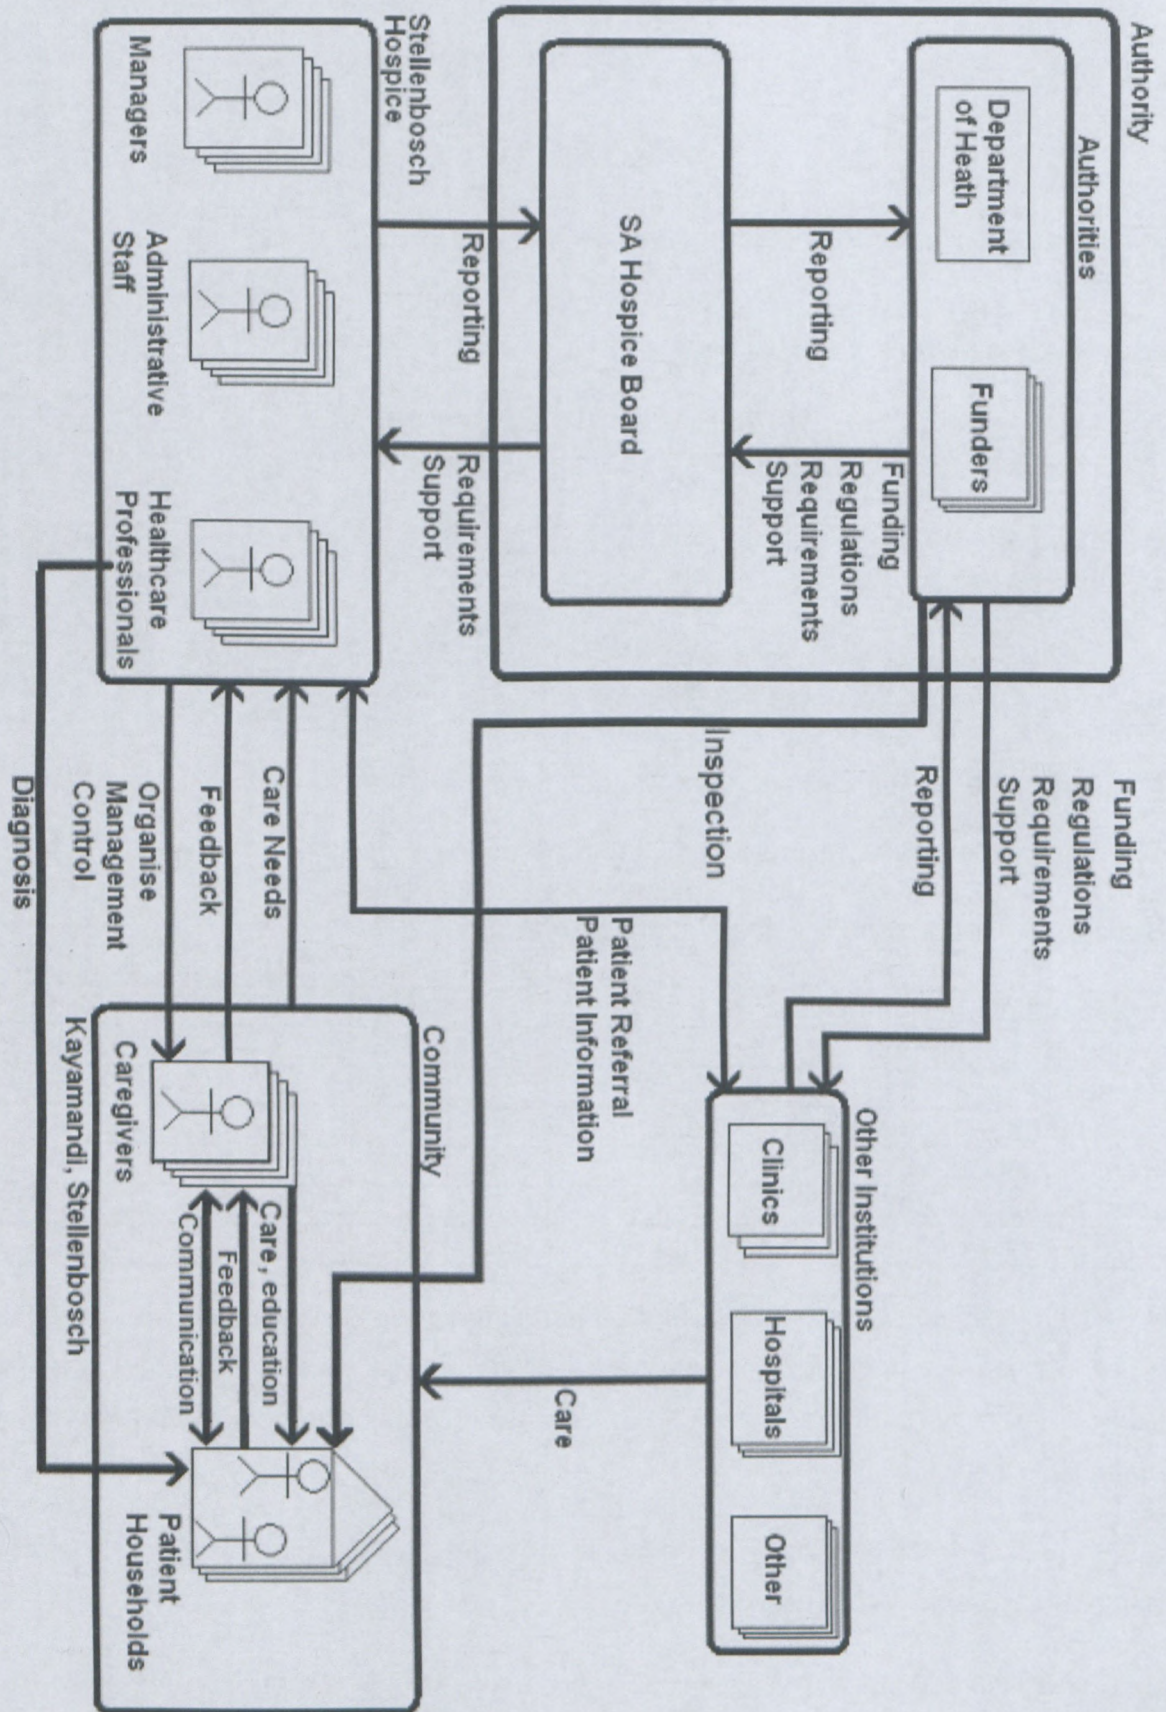 Authority
Authorities
Department
of Heath
Funders
Reporting
Funding
Regulations
Requirements
Support
SA Hospice Board
Reporting
Requirements
Support
Stellenbosch
Hospice
Managers
Administrative
Staff
Healthcare
Professionals
Funding
Regulations
Requirements
Support
Reporting
Inspection
Patient Referral
Patient Information
Care Needs
Feedback
Organise
Management
Control
Diagnosis
Other Institutions
Clinics
Hospitals
Other
Care
Community
Caregivers
Care, education
Feedback
Communication
Patient
Households
Kayamandi, Stellenbosch